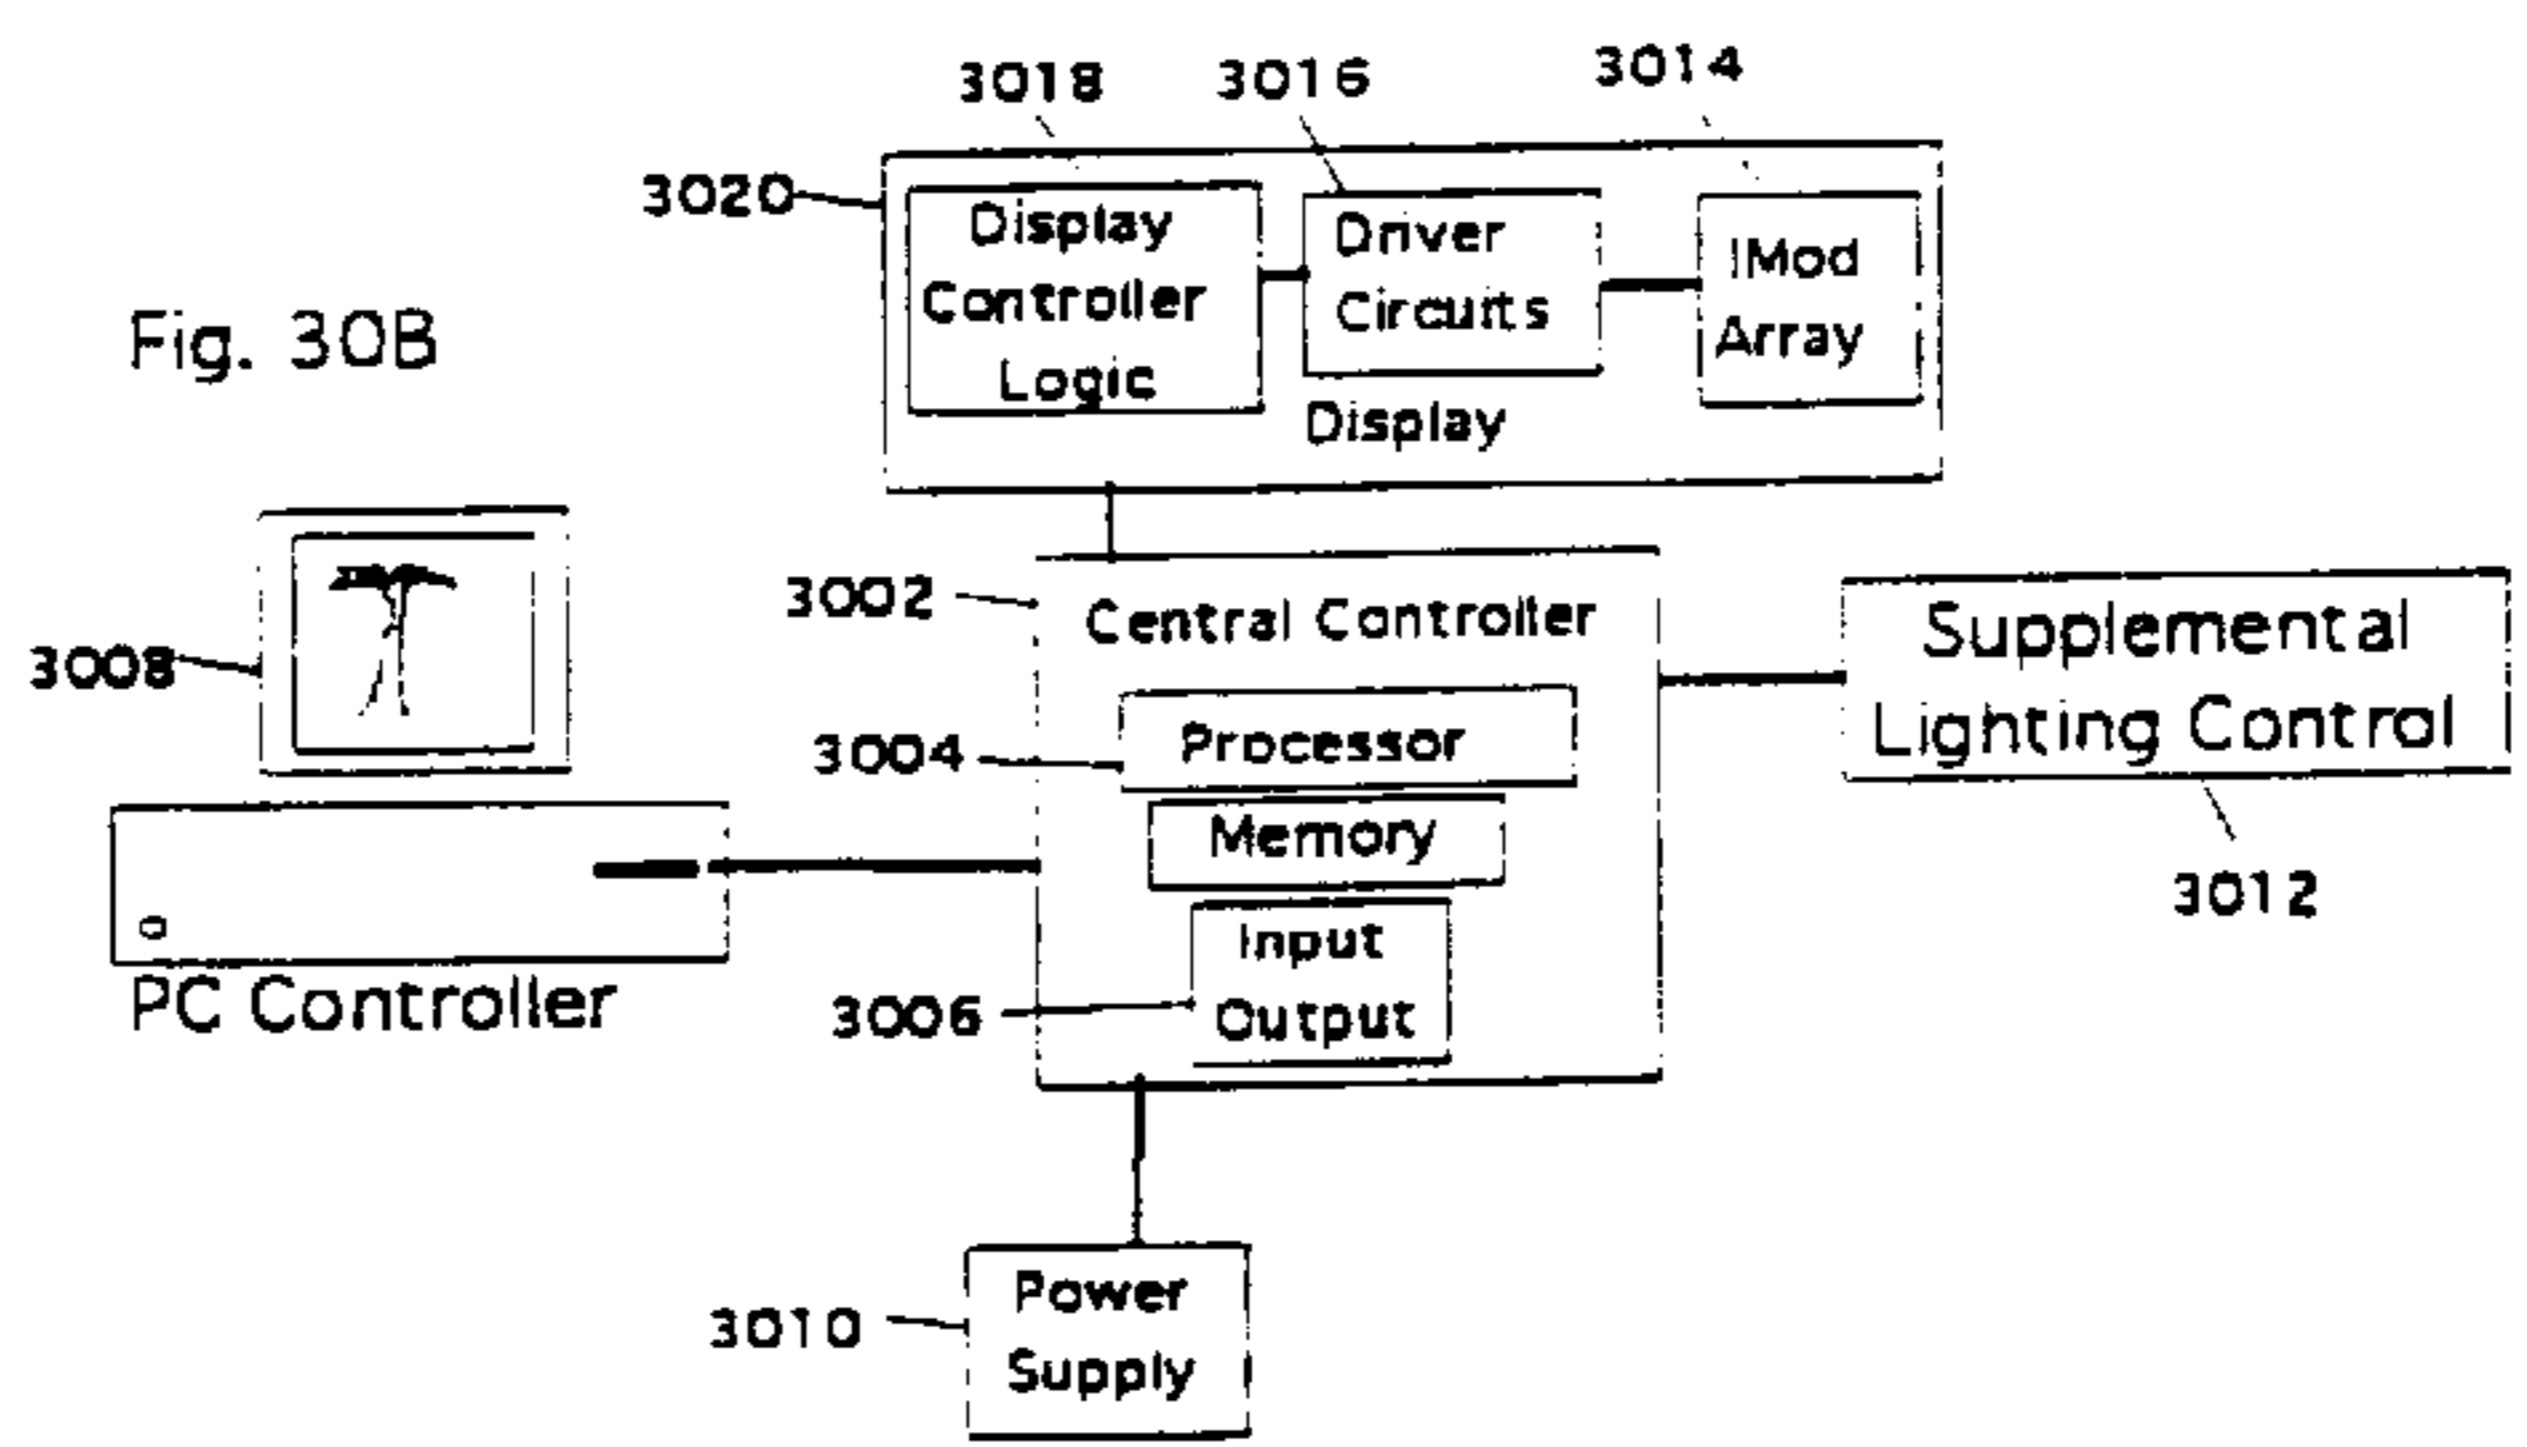 3018
3016
3014
3020
Display
Controller
Logic
Driver
Circuits
IMod
Array
Display
Fig. 30B
3008
PC Controller
3002
Central Controller
3004
Processor
Memory
3006
Input
Output
Supplemental
Lighting Control
3012
3010
Power
Supply